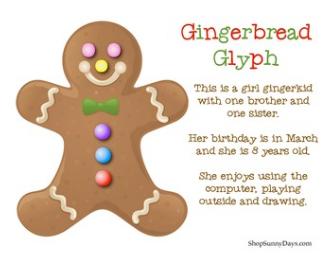 Gingerbread
Glyph
This is a girl gingerkid
with one brother and
one sister.
Her birthday is in March
and she is 8 years old.
She enjoys using the
computer, playing
outside and drawing.
ShopSunnyDays.com